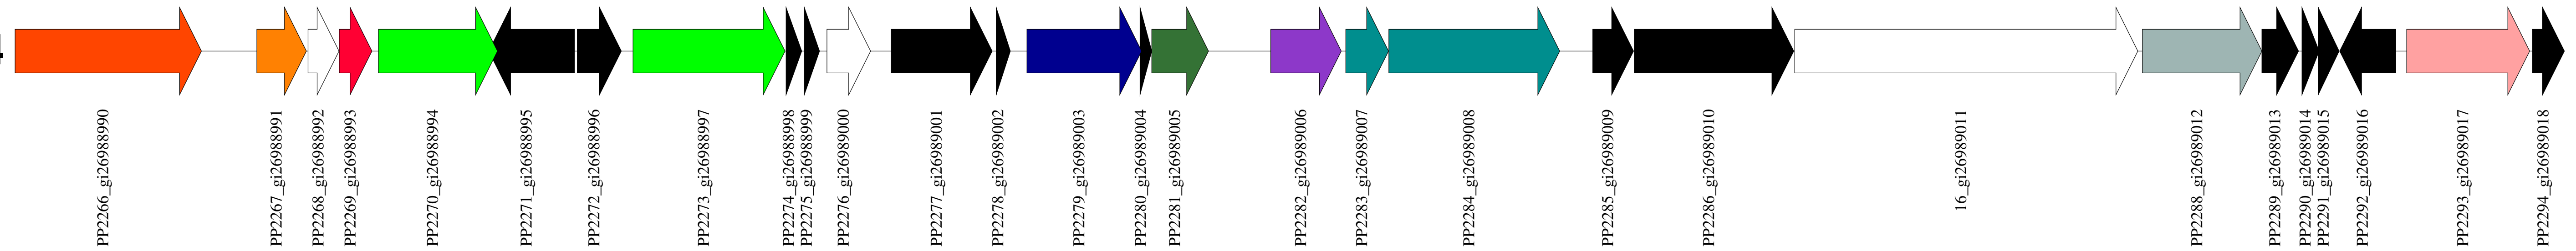 PP2266_gi26988990
PP2267_gi26988991
PP2268_gi26988992
PP2269_gi26988993
PP2270_gi26988994
PP2271_gi26988995
PP2272_gi26988996
PP2273_gi26988997
PP2274_gi26988998
PP2275_gi26988999
PP2276_gi26989000
PP2277_gi26989001
PP2278_gi26989002
PP2279_gi26989003
PP2280_gi26989004
PP2281_gi26989005
PP2282_gi26989006
PP2283_gi26989007
PP2284_gi26989008
PP2285_gi26989009
PP2286_gi26989010
16_gi26989011
PP2288_gi26989012
PP2289_gi26989013
PP2290_gi26989014
PP2291_gi26989015
PP2292_gi26989016
PP2293_gi26989017
PP2294_gi26989018